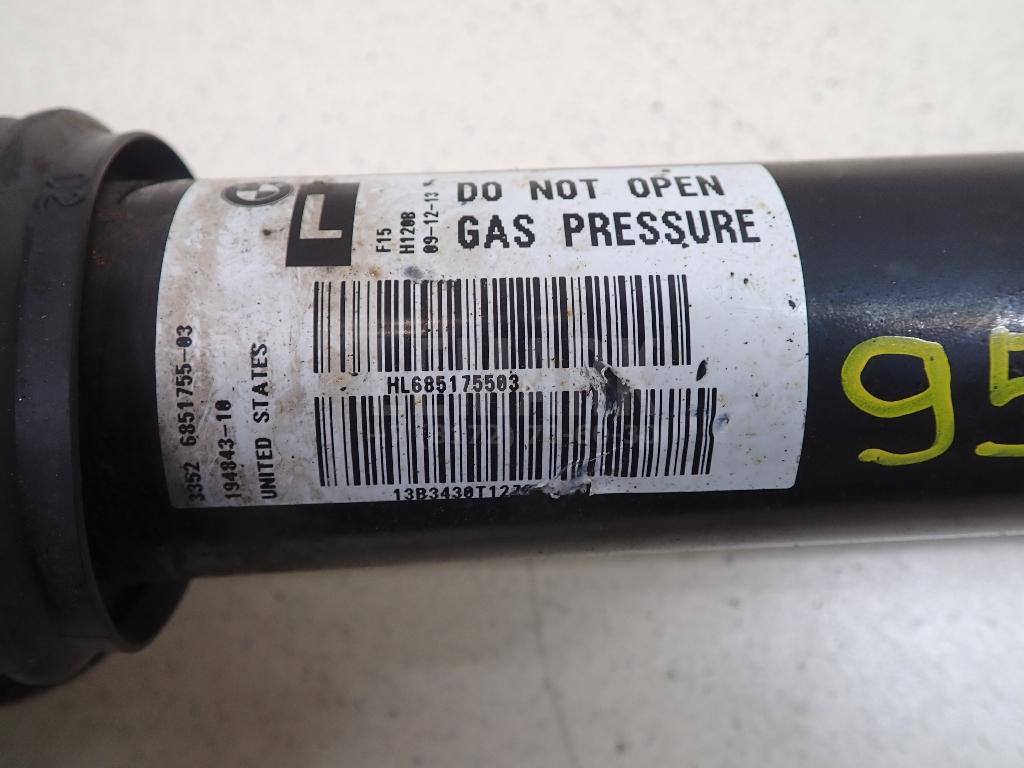 L
F15
H120B
09-12-13
DO NOT OPEN
GAS PRESSURE
3352 6851755-03
194843-10
UNITED STATES
HL685175503
95